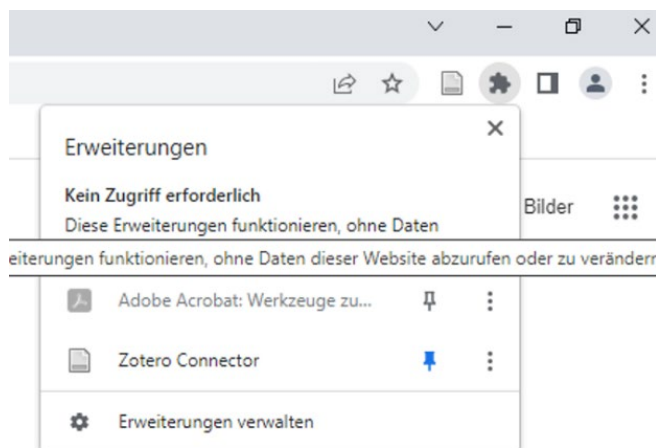 Erweiterungen
Kein Zugriff erforderlich
Diese Erweiterungen funktionieren, ohne Daten
Bilder
funktionieren, ohne Daten dieser Website abzurufen oder zu verändern
Adobe Acrobat: Werkzeuge zu...
Zotero Connector
Erweiterungen verwalten